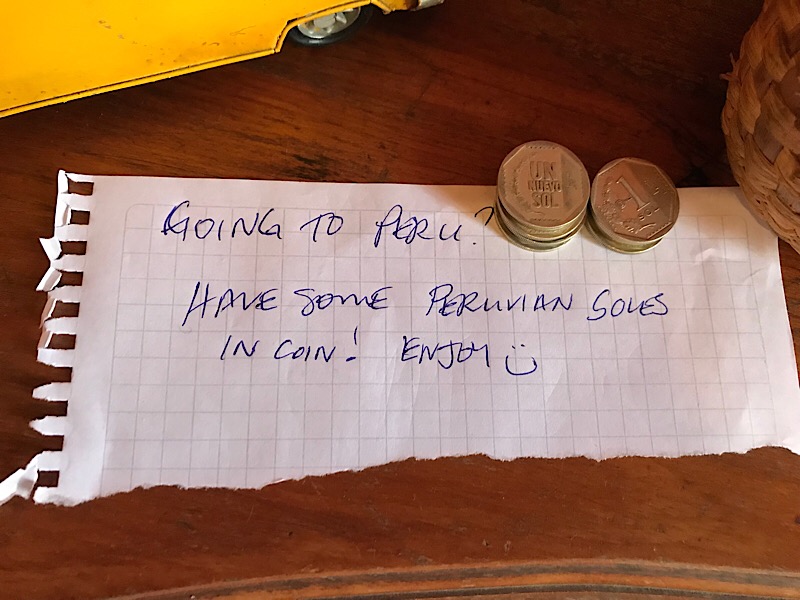 GOING TO PERU?
UN
NUEVO
SOL
1
HAVE SOME PERUVIAN SOLES
IN COIN! ENJOY